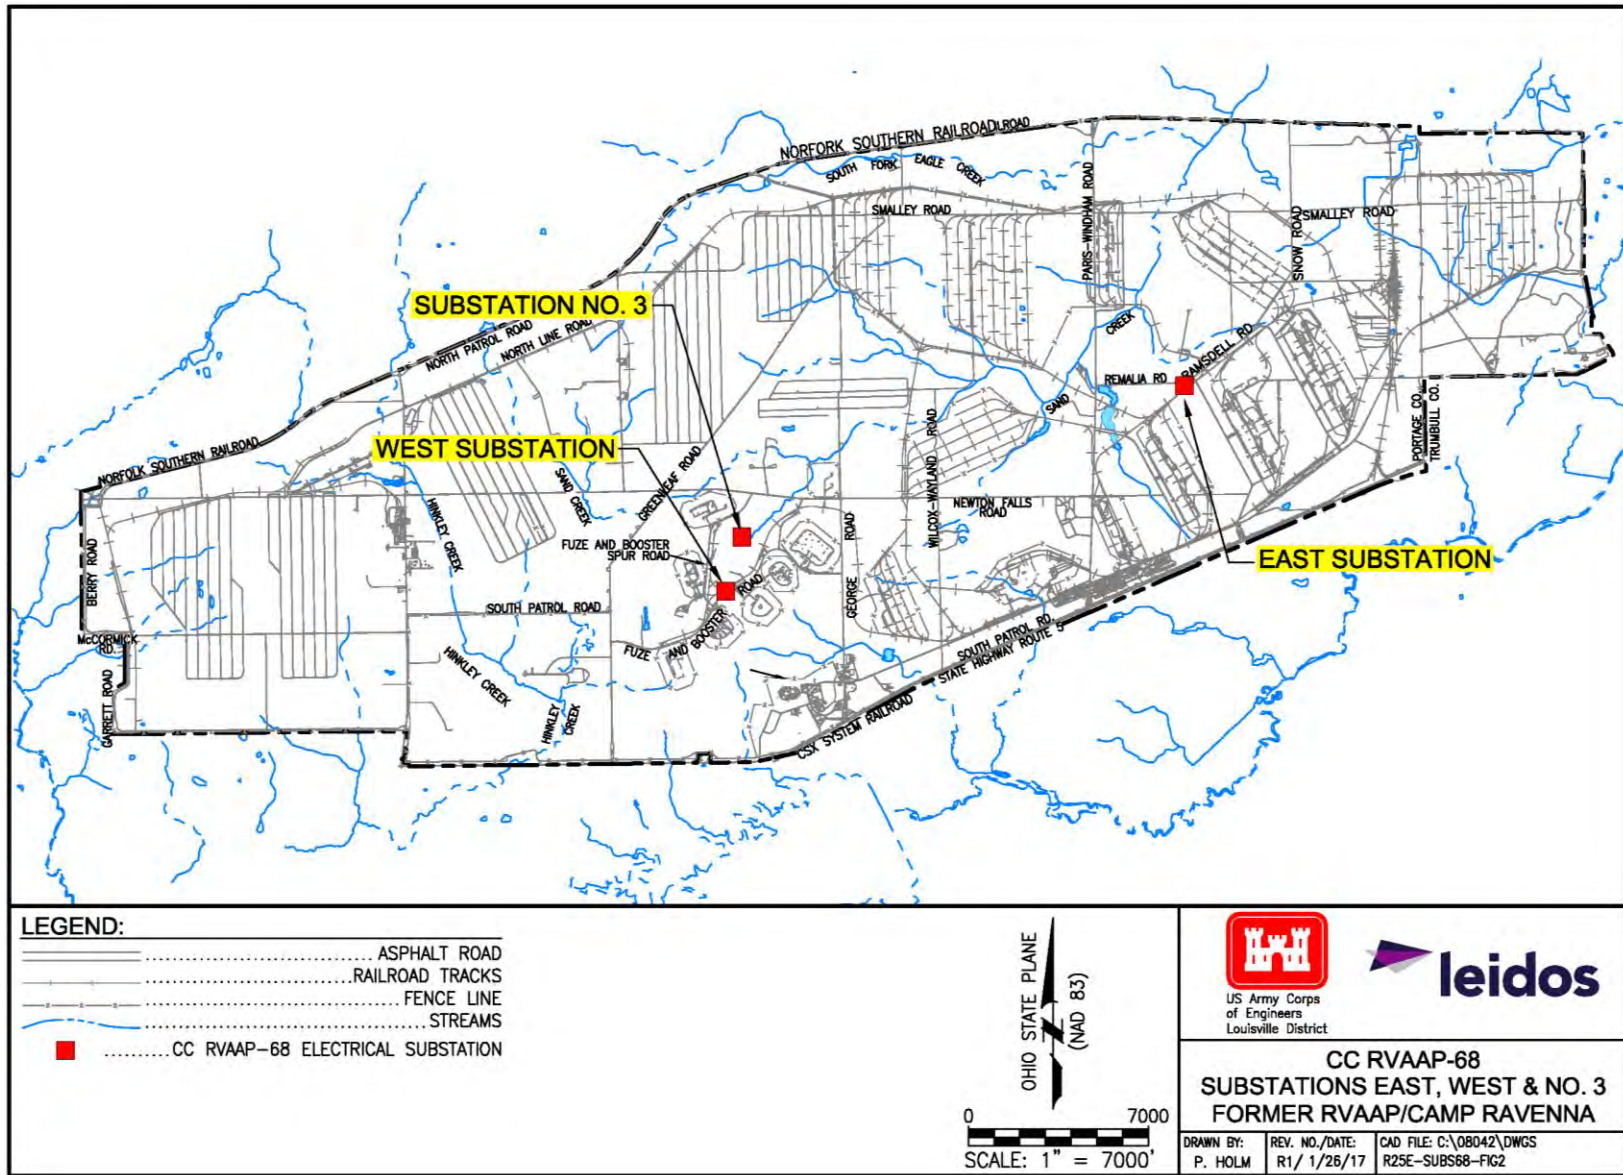 NORFORK SOUTHERN RAILROAD
LROAD
SOUTH FORK EAGLE CREEK
PARIS-WINDHAM ROAD
SMALLEY ROAD
SNOW ROAD
SMALLEY ROAD
SUBSTATION NO. 3
NORTH PATROL ROAD
NORTH LINE ROAD
SAND CREEK
REMALIA RD
RAMSDELL RD
PORTAGE CO.
TRUMBULL CO.
WEST SUBSTATION
NORFOLK SOUTHERN RAILROAD
SAND CREEK
GREENLEAF ROAD
WILCOX-WAYLAND ROAD
NEWTON FALLS
ROAD
HINKLEY CREEK
FUZE AND BOOSTER
SPUR ROAD
EAST SUBSTATION
BERRY ROAD
GEORGE ROAD
SOUTH PATROL ROAD
FUZE AND BOOSTER ROAD
McCORMICK
RD.
SOUTH PATROL RD.
STATE HIGHWAY ROUTE 5
HINKLEY CREEK
GARRETT ROAD
HINKLEY
CREEK
CSX SYSTEM RAILROAD
LEGEND:
ASPHALT ROAD
RAILROAD TRACKS
FENCE LINE
STREAMS
CC RVAAP-68 ELECTRICAL SUBSTATION
OHIO STATE PLANE
(NAD 83)
0 7000
SCALE: 1" = 7000'
US Army Corps
of Engineers
Louisville District
leidos
CC RVAAP-68
SUBSTATIONS EAST, WEST & NO. 3
FORMER RVAAP/CAMP RAVENNA
DRAWN BY:
P. HOLM
REV. NO./DATE:
R1/ 1/26/17
CAD FILE: C:\08042\DWGS
R25E-SUBS68-FIG2